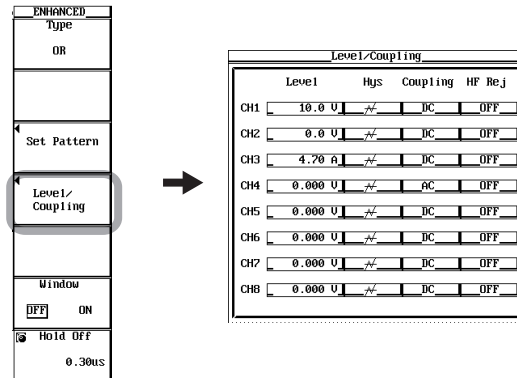 ENHANCED
Type
OR
Set Pattern
Level/
Coupling
Window
OFF ON
Hold Off
0.30us
Level/Coupling
Level Hys Coupling HF Rej
CH1 10.0 V DC OFF
CH2 0.0 V DC OFF
CH3 4.70 A DC OFF
CH4 0.000 V AC OFF
CH5 0.000 V DC OFF
CH6 0.000 V DC OFF
CH7 0.000 V DC OFF
CH8 0.000 V DC OFF